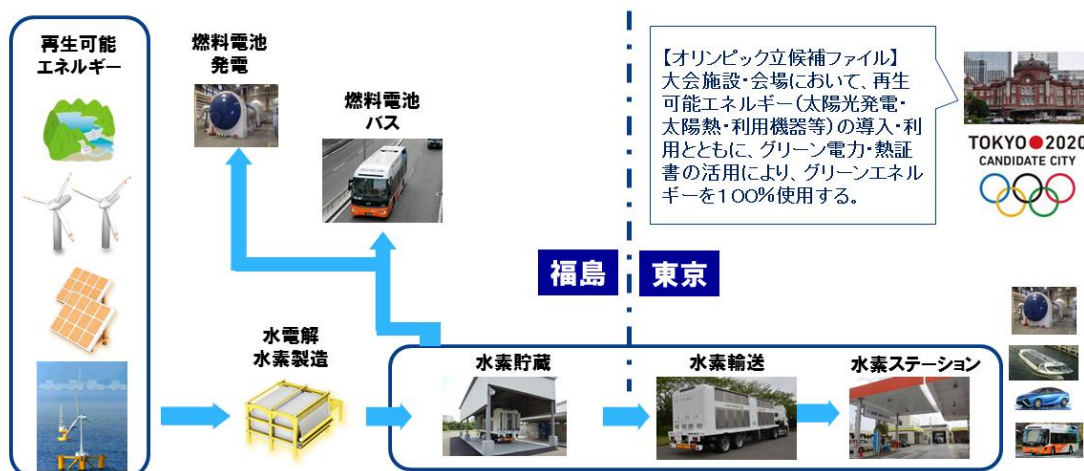 再生可能
エネルギー
燃料電池
発電
燃料電池
バス
【オリンピック立候補ファイル】
大会施設・会場において、再生
可能エネルギー(太陽光発電・
太陽熱・利用機器等)の導入・利
用とともに、グリーン電力・熱証
書の活用により、グリーンエネル
ギーを100%使用する。
TOKYO 2020
CANDIDATE CITY
福島
東京
水電解
水素製造
水素貯蔵
水素輸送
水素ステーション